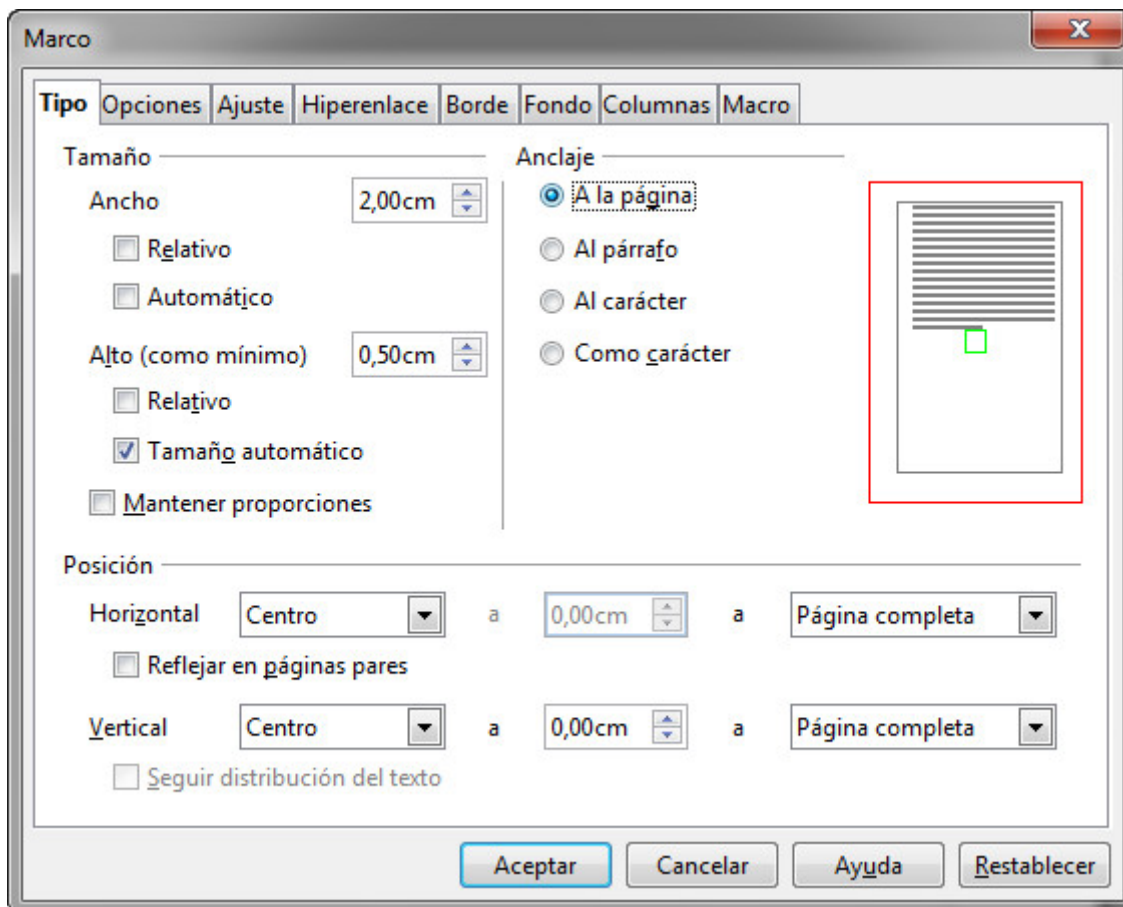 Marco
Tipo Opciones Ajuste Hiperenlace Borde Fondo Columnas Macro
Tamaño
Ancho 2,00cm
Relativo
Automático
Alto (como mínimo) 0,50cm
Relativo
Tamaño automático
Mantener proporciones
Anclaje
A la página
Al párrafo
Al carácter
Como carácter
Posición
Horizontal Centro a 0,00cm a Página completa
Reflejar en páginas pares
Vertical Centro a 0,00cm a Página completa
Seguir distribución del texto
Aceptar Cancelar Ayuda Restablecer